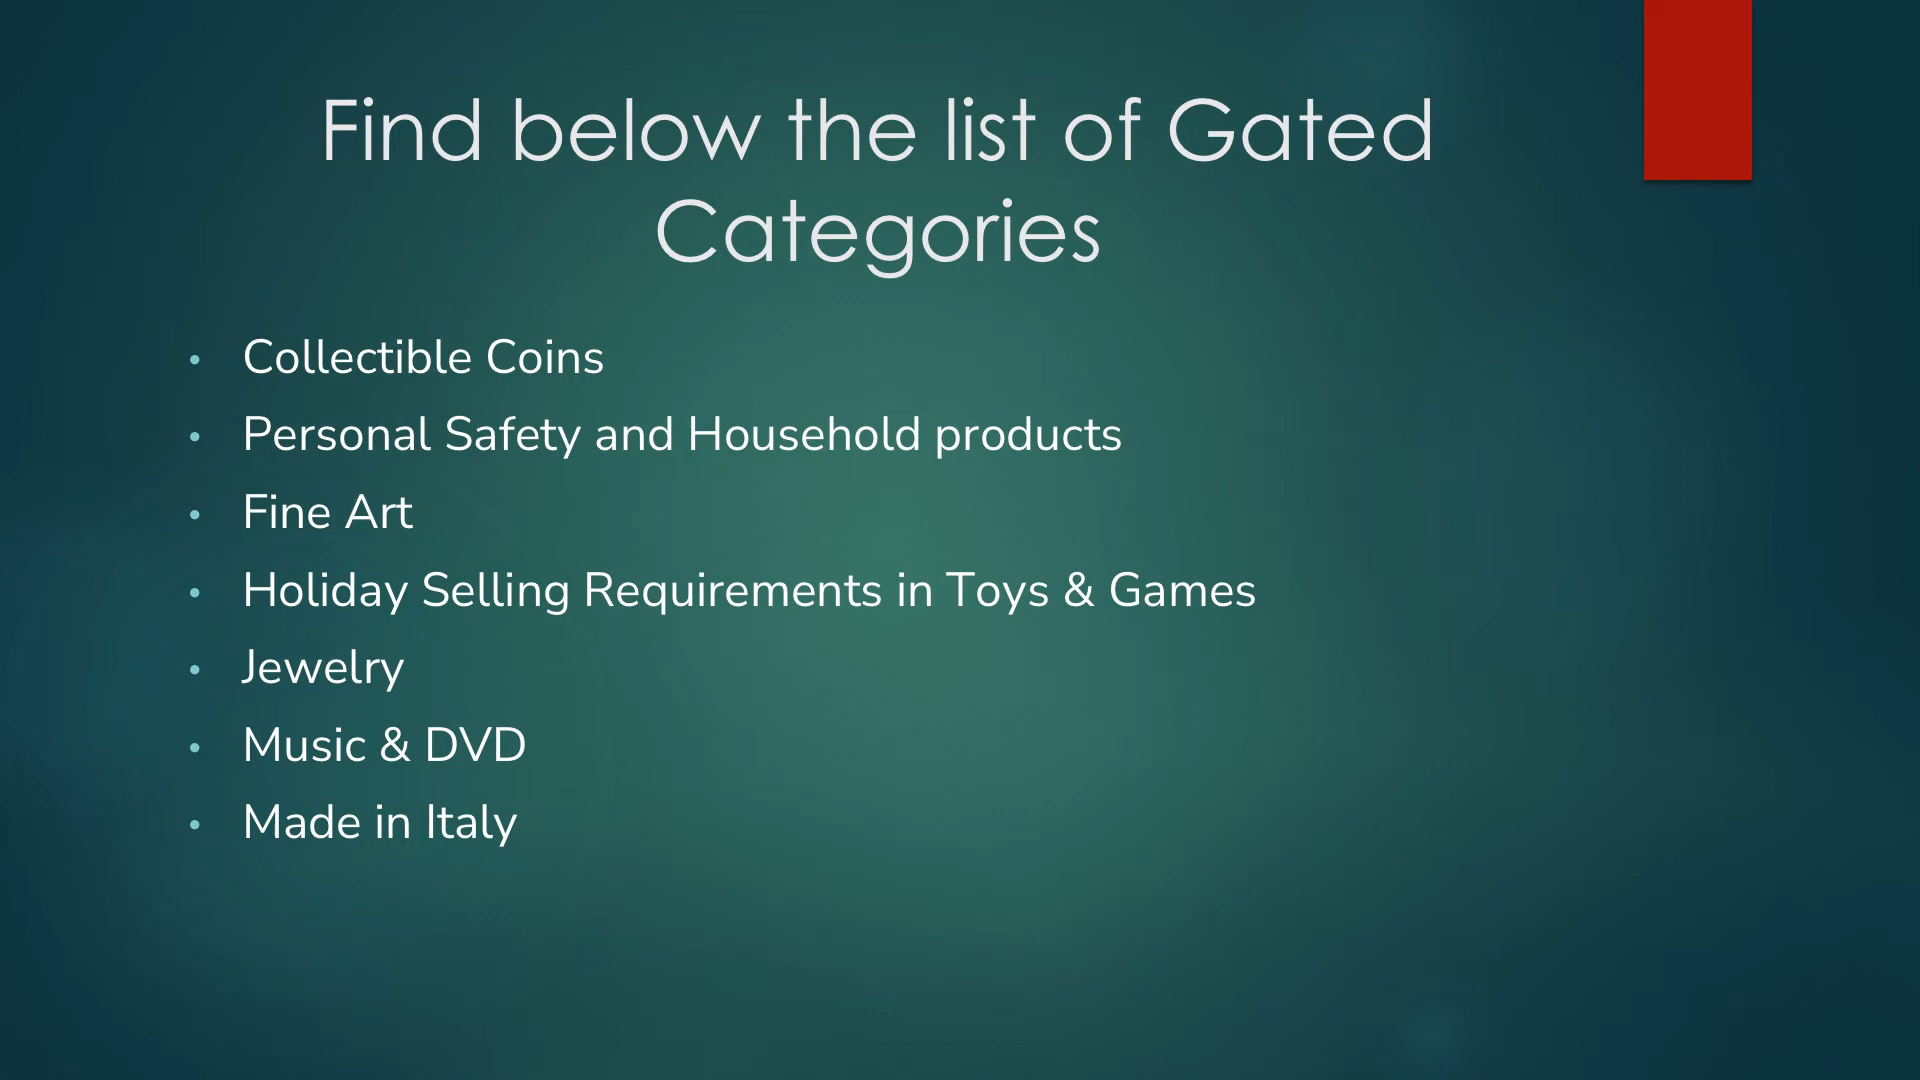 Find below the list of Gated
Categories
• Collectible Coins
• Personal Safety and Household products
• Fine Art
• Holiday Selling Requirements in Toys & Games
• Jewelry
• Music & DVD
• Made in Italy